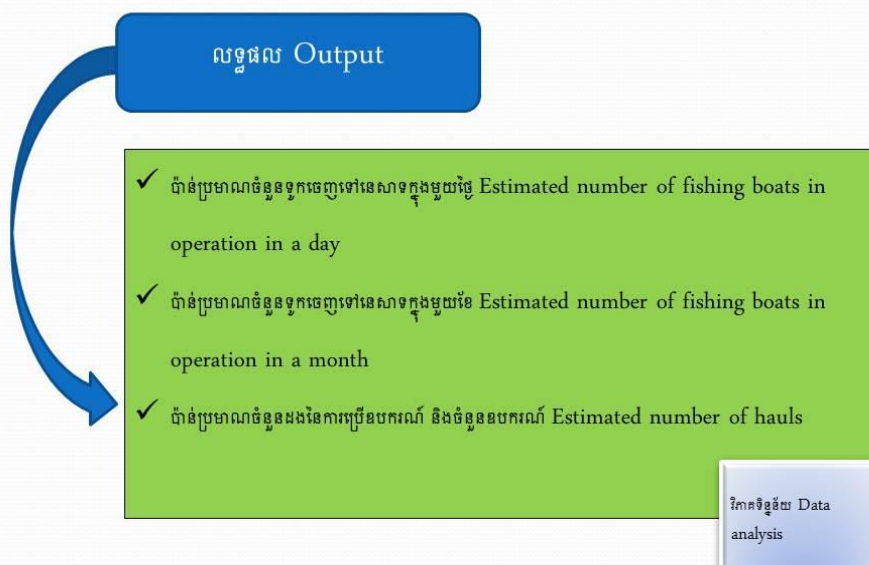 លទ្ធផល Output
ប៉ាន់ប្រមាណចំនួនទូកចេញទៅនេសាទក្នុងមួយថ្ងៃ Estimated number of fishing boats in
operation in a day
ប៉ាន់ប្រមាណចំនួនទូកចេញទៅនេសាទក្នុងមួយខែ Estimated number of fishing boats in
operation in a month
ប៉ាន់ប្រមាណចំនួនដងនៃការប្រើឧបករណ៍ និងចំនួនឧបករណ៍ Estimated number of hauls
វិភាគទិន្នន័យ Data
analysis